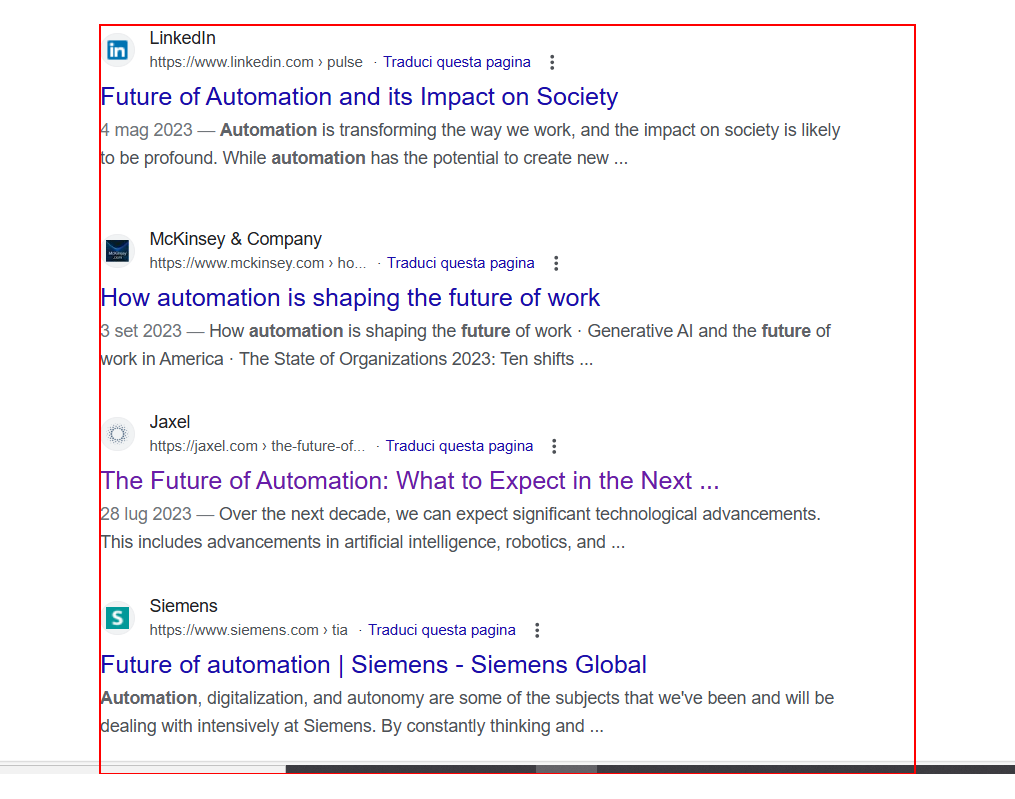 LinkedIn
https://www.linkedin.com › pulse · Traduci questa pagina
Future of Automation and its Impact on Society
4 mag 2023 — Automation is transforming the way we work, and the impact on society is likely
to be profound. While automation has the potential to create new ...
McKinsey & Company
https://www.mckinsey.com › ho... · Traduci questa pagina
How automation is shaping the future of work
3 set 2023 — How automation is shaping the future of work · Generative AI and the future of
work in America · The State of Organizations 2023: Ten shifts ...
Jaxel
https://jaxel.com › the-future-of... · Traduci questa pagina
The Future of Automation: What to Expect in the Next ...
28 lug 2023 — Over the next decade, we can expect significant technological advancements.
This includes advancements in artificial intelligence, robotics, and ...
Siemens
https://www.siemens.com › tia · Traduci questa pagina
Future of automation | Siemens - Siemens Global
Automation, digitalization, and autonomy are some of the subjects that we've been and will be
dealing with intensively at Siemens. By constantly thinking and ...